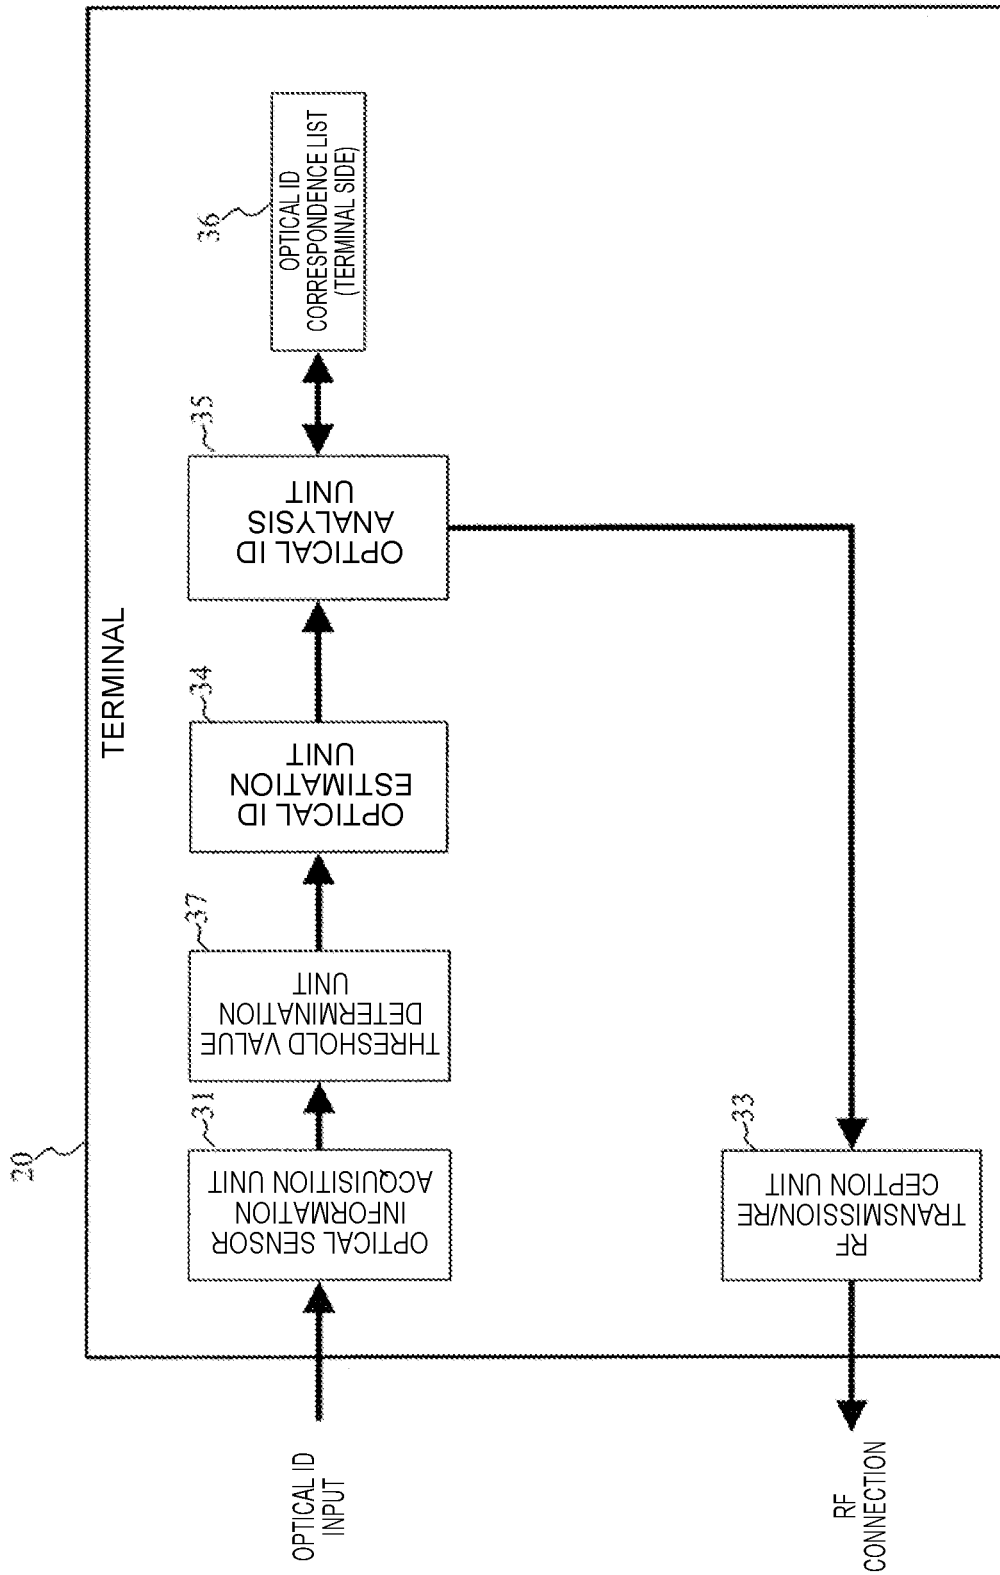 20
TERMINAL
OPTICAL ID
INPUT
31
OPTICAL SENSOR
INFORMATION
ACQUISITION UNIT
37
THRESHOLD VALUE
DETERMINATION
UNIT
34
OPTICAL ID
ESTIMATION
UNIT
35
OPTICAL ID
ANALYSIS
UNIT
36
OPTICAL ID
CORRESPONDENCE LIST
(TERMINAL SIDE)
RF
CONNECTION
33
RF
TRANSMISSION/RE
CEPTION UNIT